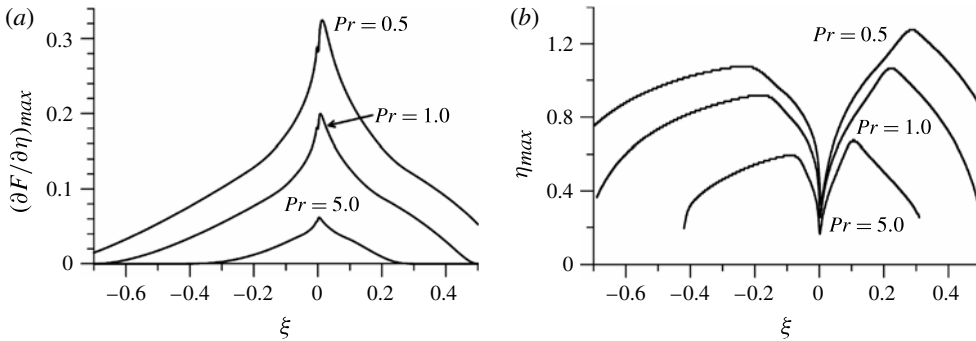 (a)
(∂F/∂η)max
0.3
0.2
0.1
0
Pr = 0.5
Pr = 1.0
Pr = 5.0
−0.6 −0.4 −0.2 0 0.2 0.4
ξ
(b)
ηmax
1.2
0.8
0.4
0
Pr = 0.5
Pr = 1.0
Pr = 5.0
−0.6 −0.4 −0.2 0 0.2 0.4
ξ